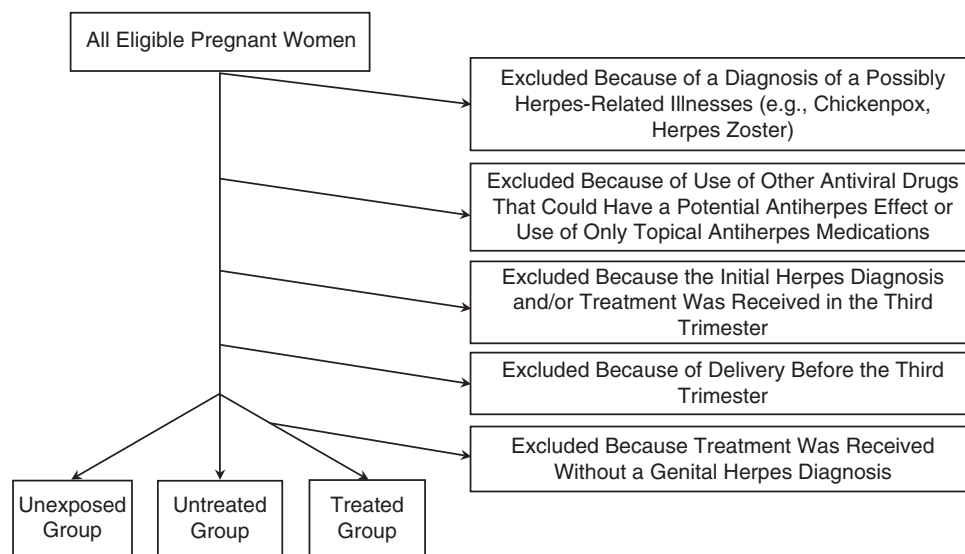 All Eligible Pregnant Women
Excluded Because of a Diagnosis of a Possibly
Herpes-Related Illnesses (e.g., Chickenpox,
Herpes Zoster)
Excluded Because of Use of Other Antiviral Drugs
That Could Have a Potential Antiherpes Effect or
Use of Only Topical Antiherpes Medications
Excluded Because the Initial Herpes Diagnosis
and/or Treatment Was Received in the Third
Trimester
Excluded Because of Delivery Before the Third
Trimester
Excluded Because Treatment Was Received
Without a Genital Herpes Diagnosis
Unexposed
Group
Untreated
Group
Treated
Group